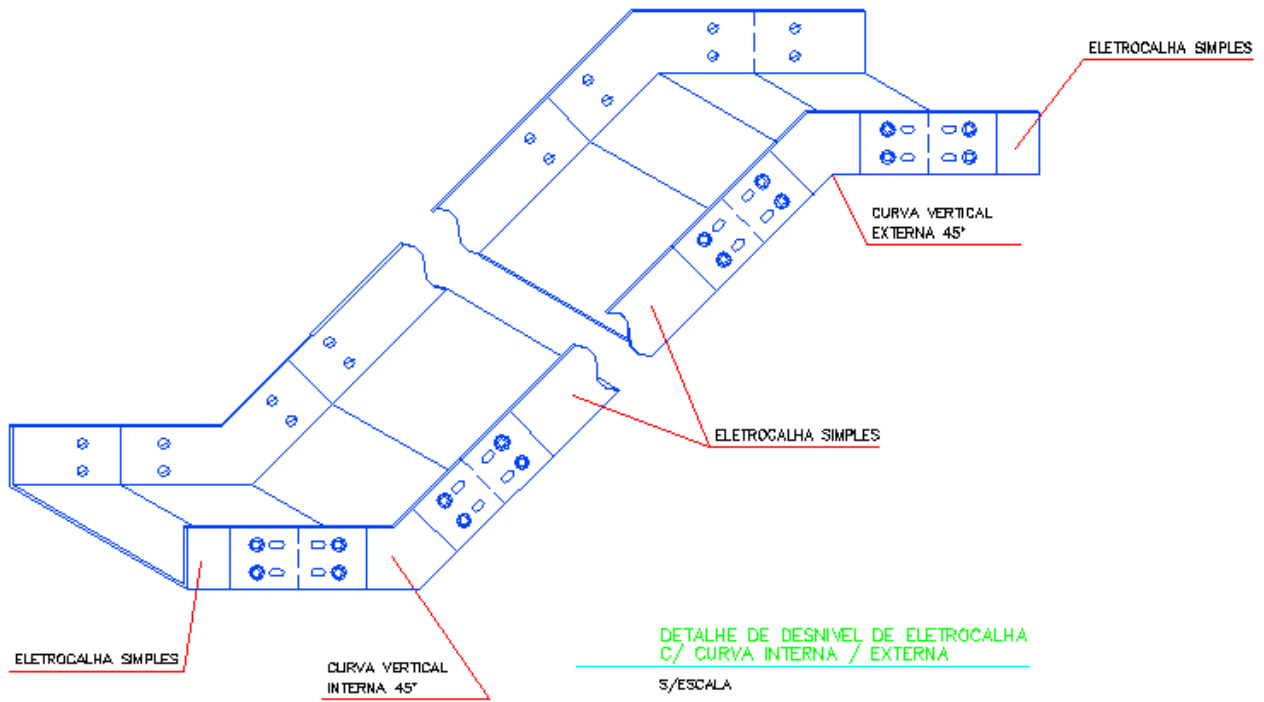 ELETROCALHA SIMPLES
CURVA VERTICAL
EXTERNA 45°
ELETROCALHA SIMPLES
DETALHE DE DESNIVEL DE ELETROCALHA
C/ CURVA INTERNA / EXTERNA
S/ESCALA
ELETROCALHA SIMPLES
CURVA VERTICAL
INTERNA 45°